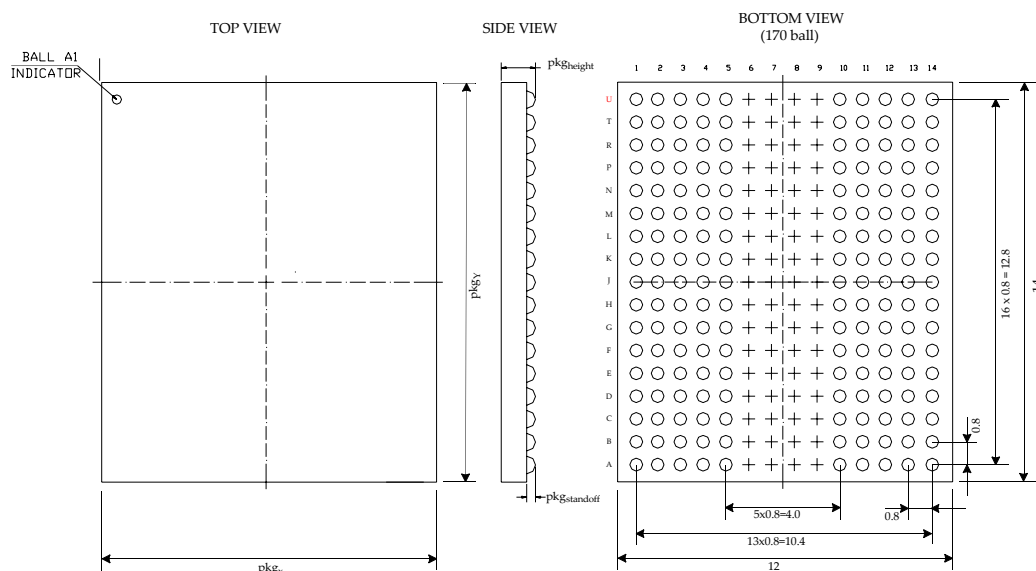 TOP VIEW
BALL A1
INDICATOR
SIDE VIEW
pkgheight
pkgY
pkgstandoff
BOTTOM VIEW
(170 ball)
1 2 3 4 5 6 7 8 9 10 11 12 13 14
U
T
R
P
N
M
L
K
J
H
G
F
E
D
C
B
A
16 x 0.8 = 12.8
0.8
0.8
5x0.8=4.0
13x0.8=10.4
12